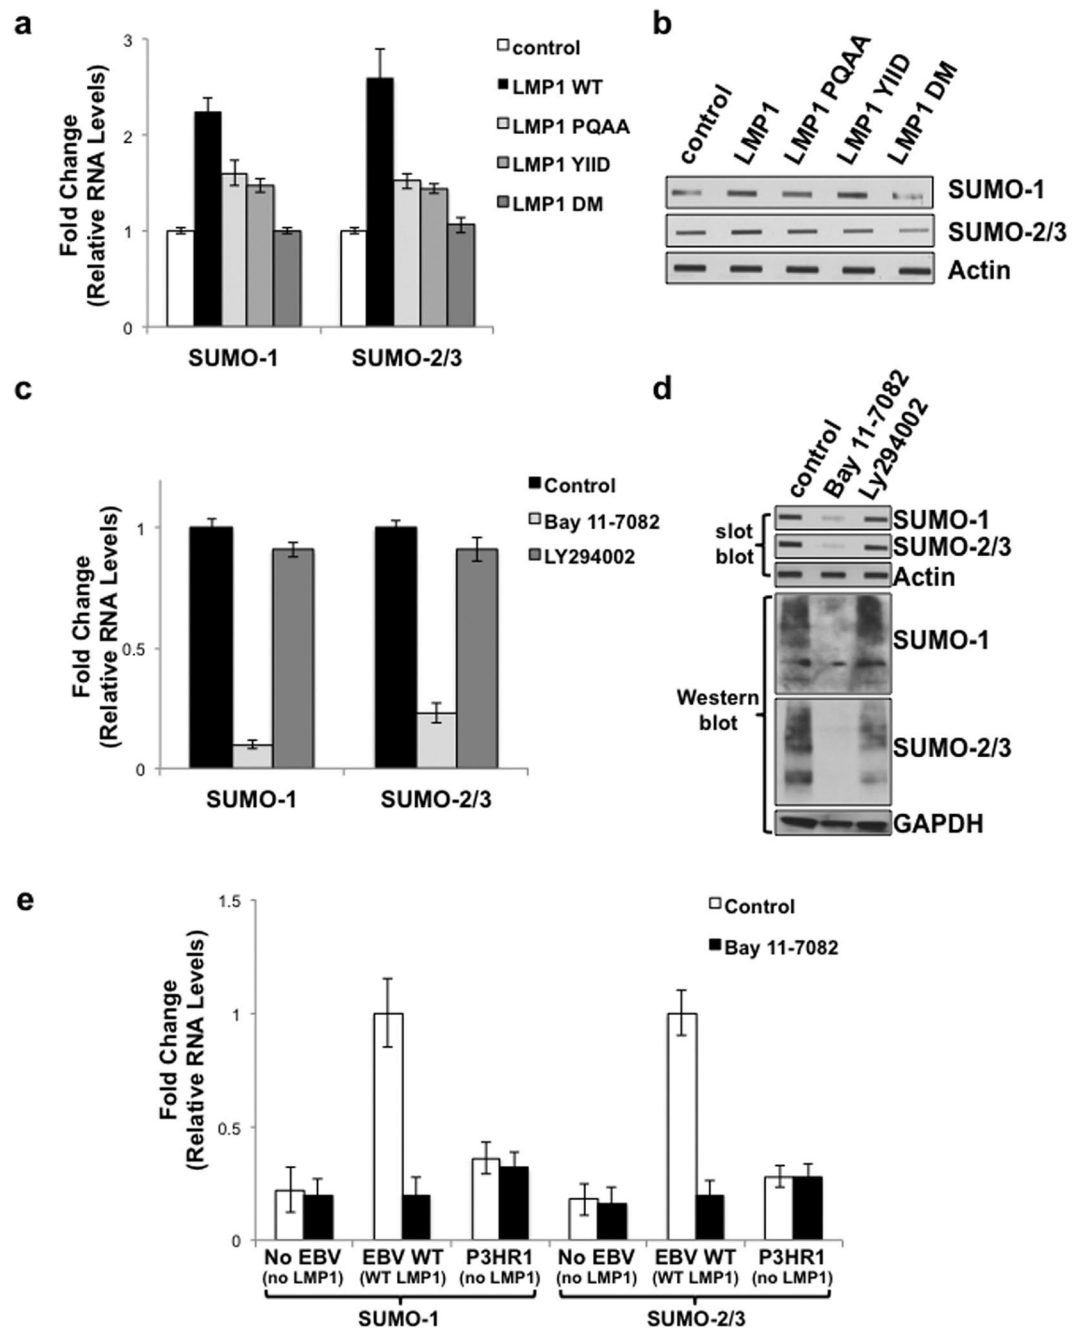 a
3
2
1
0
Fold Change
(Relative RNA Levels)
SUMO-1
SUMO-2/3
control
LMP1 WT
LMP1 PQAA
LMP1 YIID
LMP1 DM
b
control
LMP1
LMP1 PQAA
LMP1 YIID
LMP1 DM
SUMO-1
SUMO-2/3
Actin
c
1
0.5
0
Fold Change
(Relative RNA Levels)
SUMO-1
SUMO-2/3
Control
Bay 11-7082
LY294002
d
control
Bay 11-7082
Ly294002
slot
blot
SUMO-1
SUMO-2/3
Actin
Western
blot
SUMO-1
SUMO-2/3
GAPDH
e
1.5
1
0.5
0
Fold Change
(Relative RNA Levels)
Control
Bay 11-7082
No EBV
(no LMP1)
EBV WT
(WT LMP1)
P3HR1
(no LMP1)
No EBV
(no LMP1)
EBV WT
(WT LMP1)
P3HR1
(no LMP1)
SUMO-1
SUMO-2/3